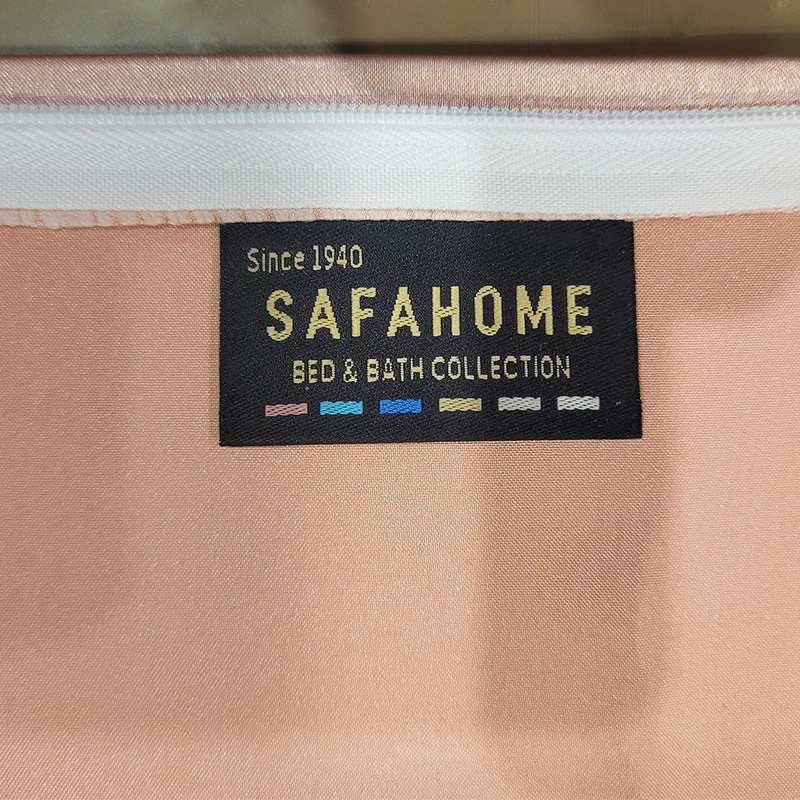 Since 1940
SAFAHOME
BED & BATH COLLECTION